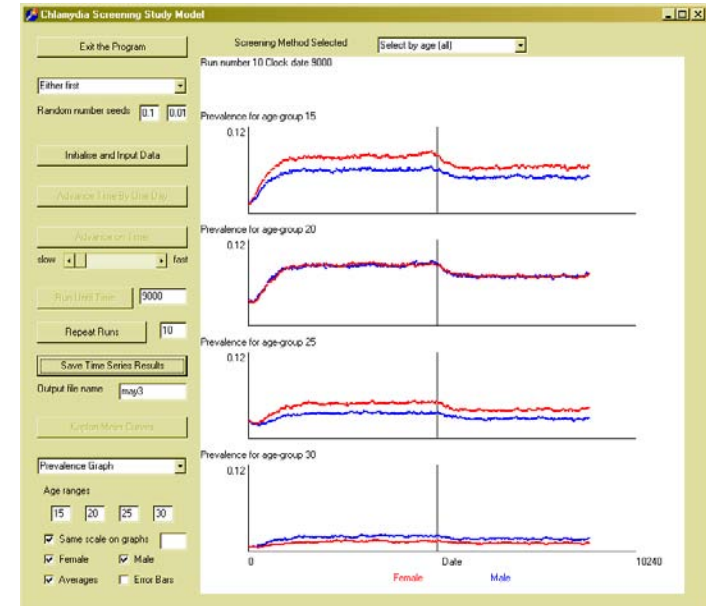 Chlamydia Screening Study Model
Exit the Program
Screening Method Selected
Select by age (all)
Run number 10 Clock date 9000
Either first
Random number seeds 0.1 0.01
Prevalence for age-group 15
0.12
Initialise and Input Data
Advance Time By One Day
Advance on Timer
slow
fast
Prevalence for age-group 20
0.12
Run Until Time 9000
Repeat Runs 10
Prevalence for age-group 25
0.12
Save Time Series Results
Output file name may3
Kaplan Meier Curves
Prevalence Graph
Prevalence for age-group 30
0.12
Age ranges
15 20 25 30
Same scale on graphs
Female Male
Averages Error Bars
0 Date 10240
Female Male